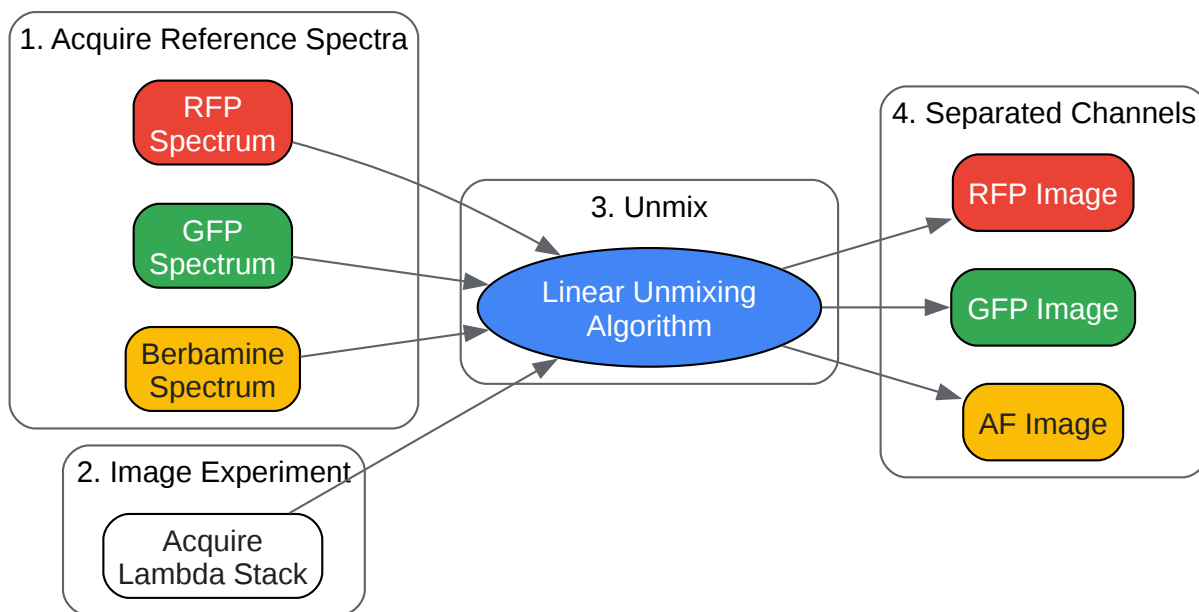 1. Acquire Reference Spectra
RFP
Spectrum
GFP
Spectrum
Berbamine
Spectrum
2. Image Experiment
Acquire
Lambda Stack
3. Unmix
Linear Unmixing
Algorithm
4. Separated Channels
RFP Image
GFP Image
AF Image